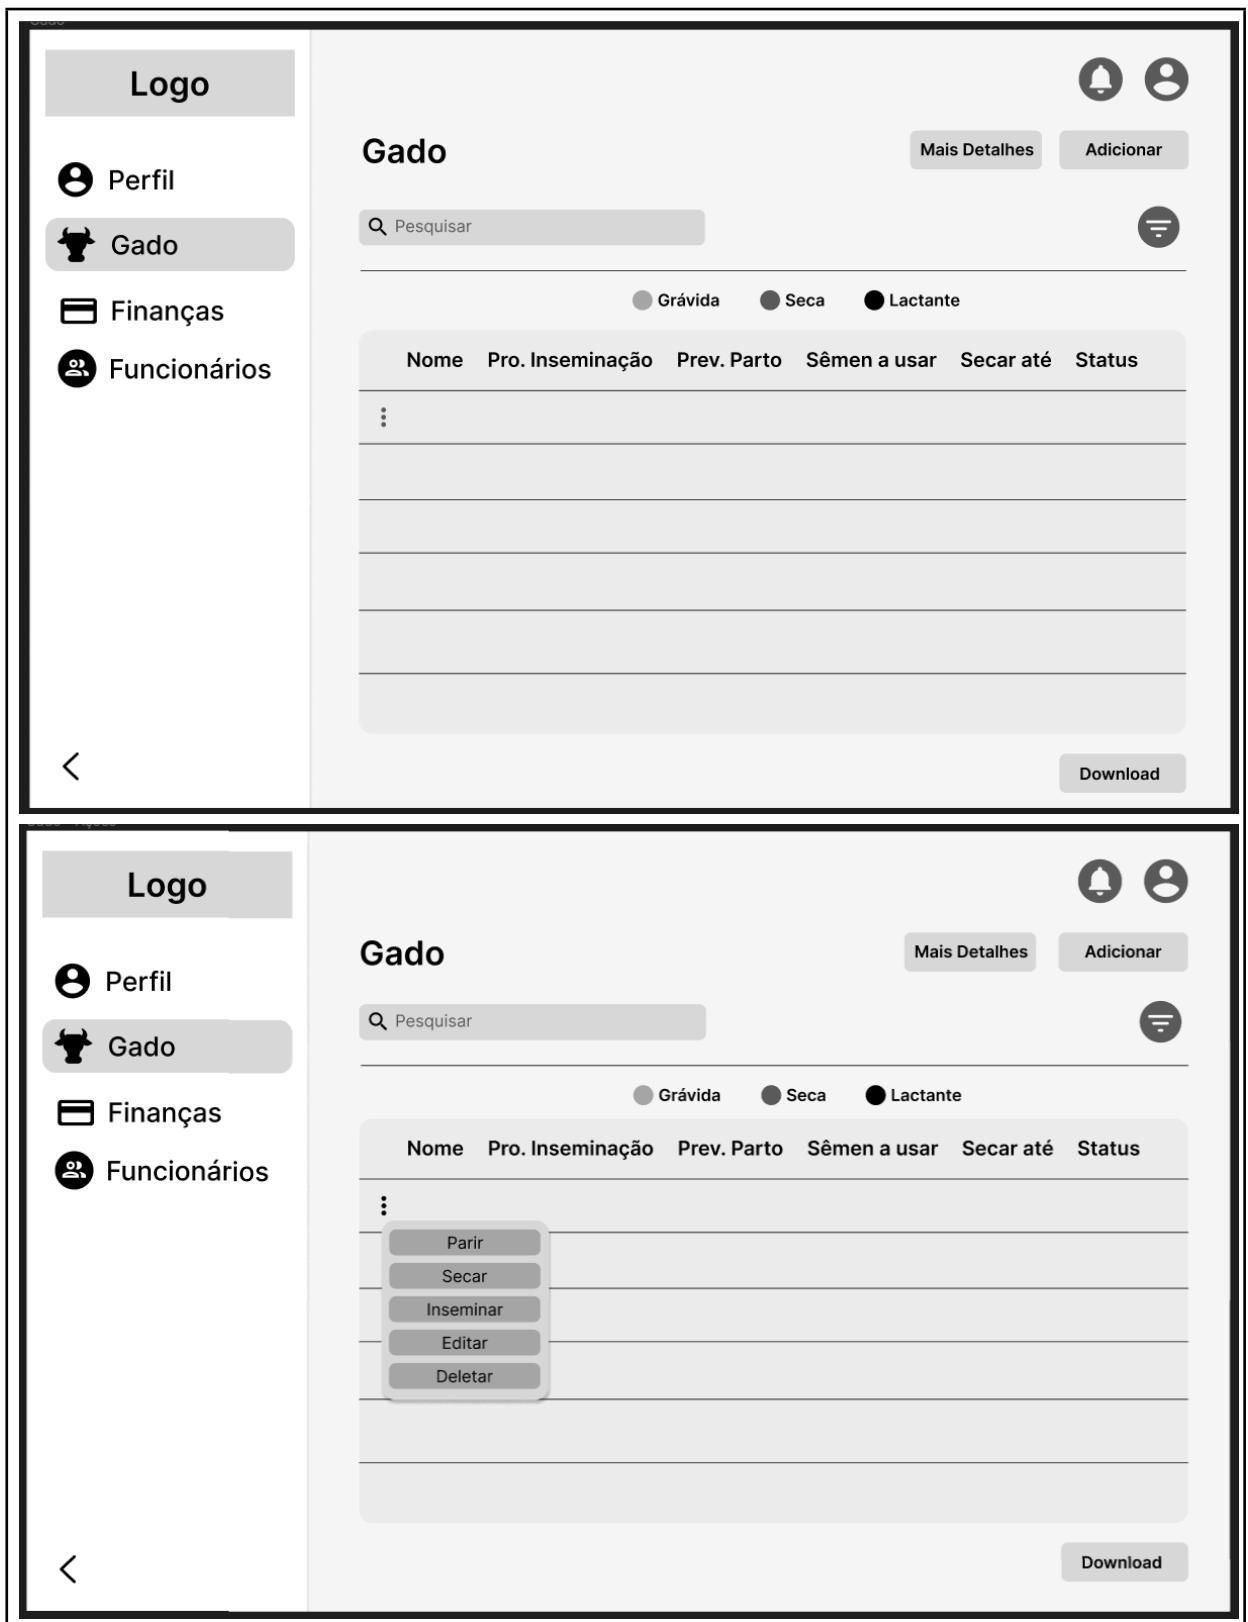 Logo
Perfil
Gado
Finanças
Funcionários
Gado
Mais Detalhes
Adicionar
Pesquisar
Grávida Seca Lactante
Nome Pro. Inseminação Prev. Parto Sêmen a usar Secar até Status
Download
Logo
Perfil
Gado
Finanças
Funcionários
Gado
Mais Detalhes
Adicionar
Pesquisar
Grávida Seca Lactante
Nome Pro. Inseminação Prev. Parto Sêmen a usar Secar até Status
Parir
Secar
Inseminar
Editar
Deletar
Download